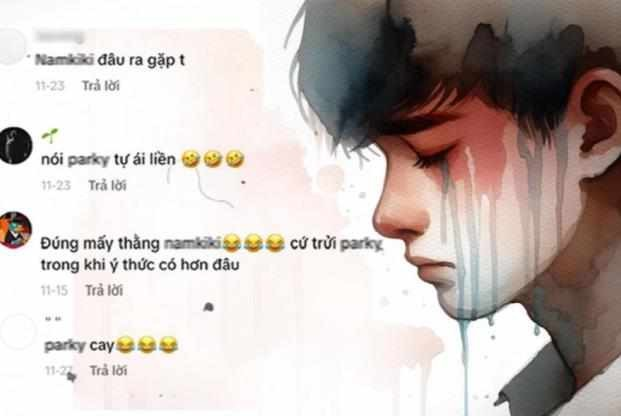 Namkiki đâu ra gặp t
11-23 Trả lời
nói parky tự ái liền 🤣🤣🤣
11-23 Trả lời
Đúng mấy thằng namkiki😂😂😂 cứ trửi parky
trong khi ý thức có hơn đâu
11-15 Trả lời
" "
parky cay😂😂😂
11-27 Trả lời